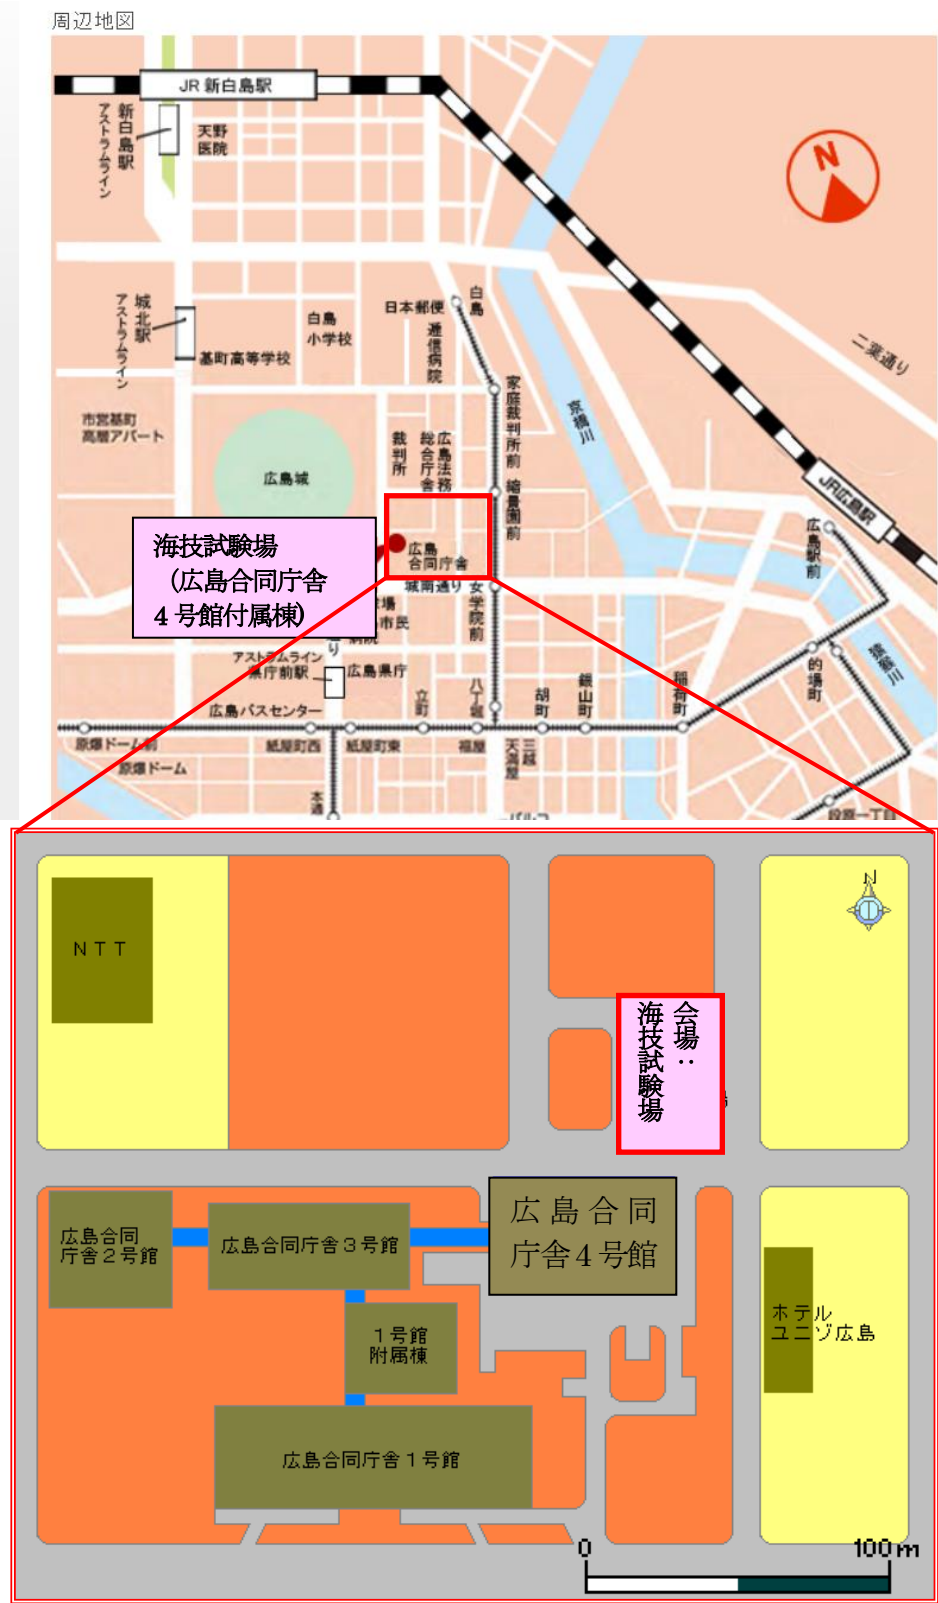 周辺地図
JR 新白島駅
新白島駅
アストラムライン
天野
医院
N
城北駅
アストラムライン
白島
小学校
基町高等学校
日本郵便
逓信病院
白島
二葉通り
市営基町
高層アパート
広島城
裁判所
広島法務
総合庁舎
家庭裁判所前
縮景園前
京橋川
JR広島駅
広島駅前
海技試験場
（広島合同庁舎
4 号館付属棟）
広島
合同庁舎
城南通り
女学院前
市民
アストラムライン
県庁前駅
広島県庁
広島バスセンター
立町
八丁堀
胡町
銀山町
稲荷町
的場町
猿猴川
原爆ドーム前
紙屋町西
紙屋町東
福屋
天満屋
三越
原爆ドーム
本通
パルコ
段原一丁目
N
ＮＴＴ
会場：
海技試験場
広島合同
庁舎２号館
広島合同庁舎３号館
広島合同
庁舎4 号館
１号館
附属棟
ホテル
ユニゾ広島
広島合同庁舎１号館
0
100 m